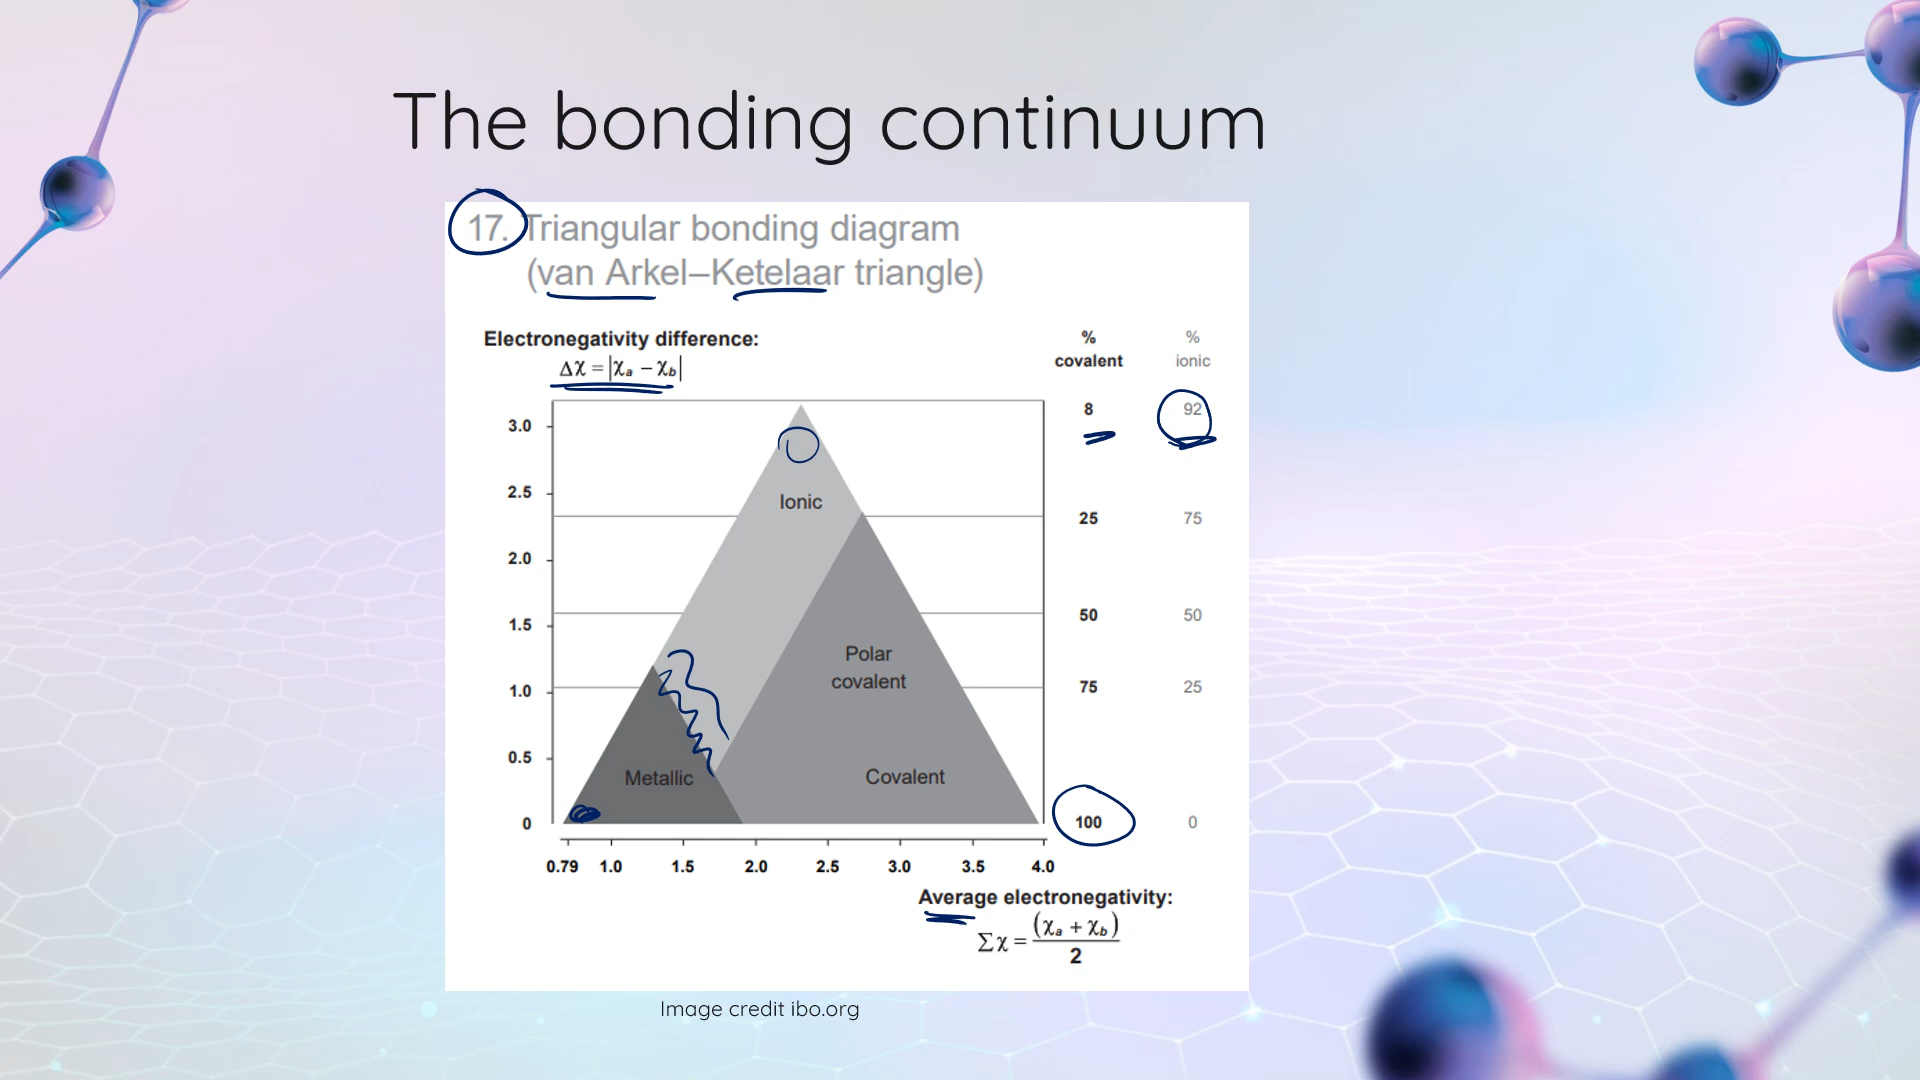 The bonding continuum
17. Triangular bonding diagram
(van Arkel–Ketelaar triangle)
Electronegativity difference:
Δχ = |χa − χb|
% %
covalent ionic
8 92
3.0
Ionic
2.5
25 75
2.0
50 50
1.5
Polar
covalent
1.0
75 25
0.5
Metallic Covalent
0
100 0
0.79 1.0 1.5 2.0 2.5 3.0 3.5 4.0
Average electronegativity:
Σχ = (χa + χb)
2
Image credit ibo.org